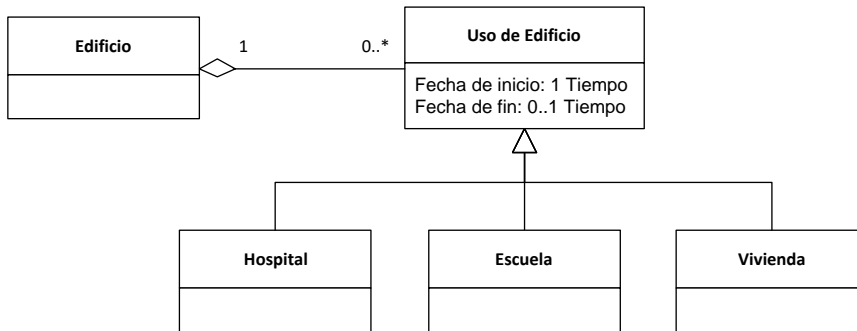 Edificio
1
0..*
Uso de Edificio
Fecha de inicio: 1 Tiempo
Fecha de fin: 0..1 Tiempo
Hospital
Escuela
Vivienda